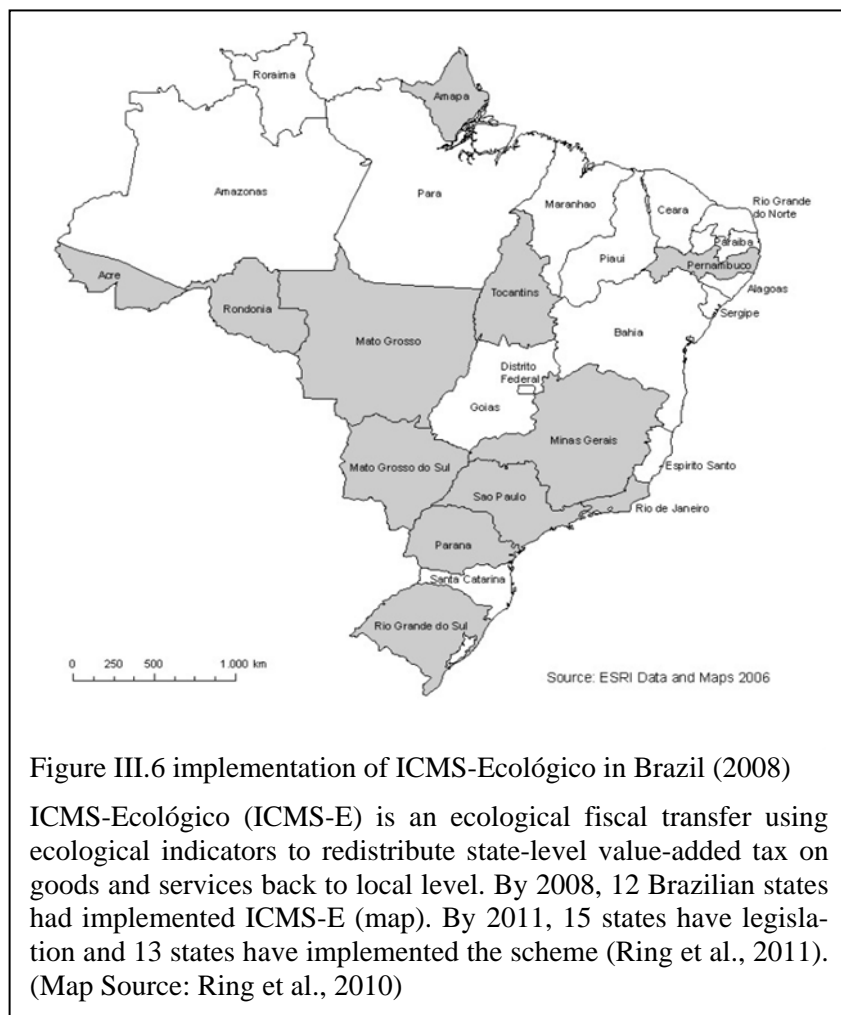 Roraima
Amapa
Amazonas
Para
Maranhao
Ceara
Rio Grande
do Norte
Paraiba
Piaui
Pernambuco
Acre
Alagoas
Rondonia
Tocantins
Sergipe
Mato Grosso
Bahia
Distrito
Federal
Goias
Minas Gerais
Mato Grosso do Sul
Espirito Santo
Sao Paulo
Rio de Janeiro
Parana
Santa Catarina
Rio Grande do Sul
0 250 500 1.000 km
Source: ESRI Data and Maps 2006
Figure III.6 implementation of ICMS-Ecológico in Brazil (2008)
ICMS-Ecológico (ICMS-E) is an ecological fiscal transfer using
ecological indicators to redistribute state-level value-added tax on
goods and services back to local level. By 2008, 12 Brazilian states
had implemented ICMS-E (map). By 2011, 15 states have legisla-
tion and 13 states have implemented the scheme (Ring et al., 2011).
(Map Source: Ring et al., 2010)